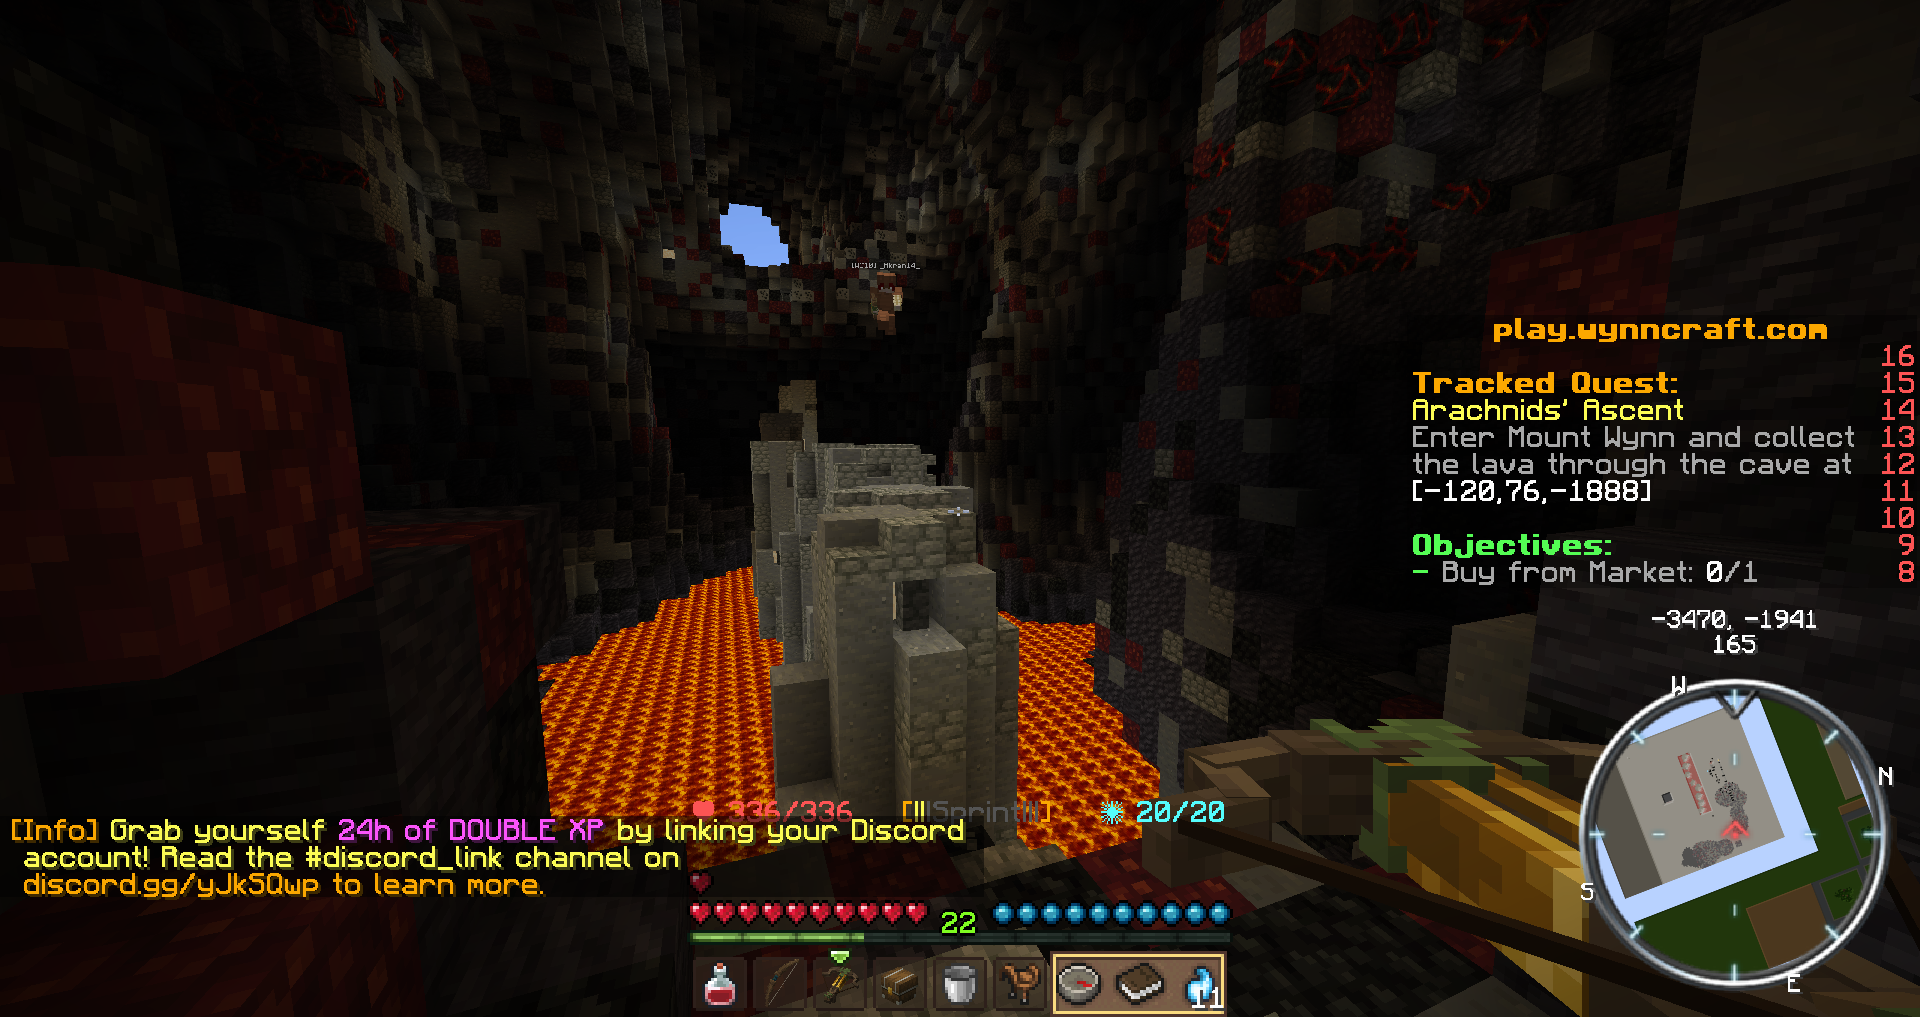 play.wynncraft.com
16
Tracked Quest: 15
Arachnids' Ascent 14
Enter Mount Wynn and collect 13
the lava through the cave at 12
[-120,76,-1888] 11
10
Objectives: 9
- Buy from Market: 0/1 8
-3470, -1941
165
W
N
S
E
336/336 [||Sprint||] 20/20
[Info] Grab yourself 24h of DOUBLE XP by linking your Discord
account! Read the #discord_link channel on
discord.gg/yJkSQwp to learn more.
22
11